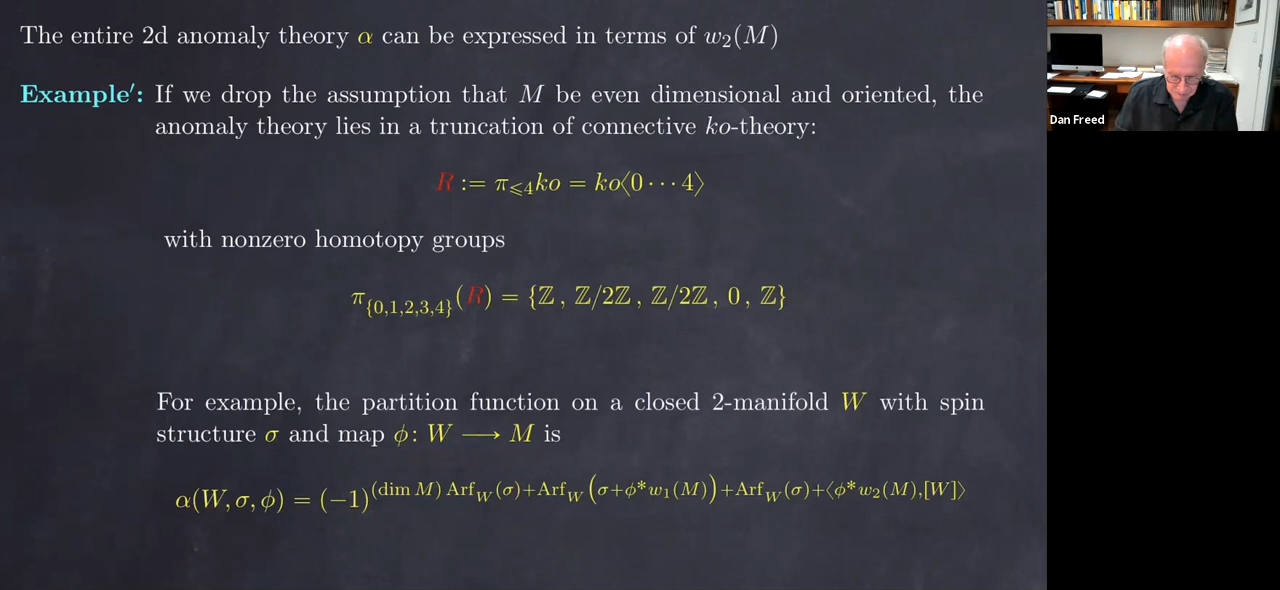 The entire 2d anomaly theory α can be expressed in terms of w₂(M)
Example′: If we drop the assumption that M be even dimensional and oriented, the
anomaly theory lies in a truncation of connective ko-theory:
R := π⩽₄ko = ko⟨0 ⋯ 4⟩
with nonzero homotopy groups
π_{0,1,2,3,4}(R) = {ℤ, ℤ/2ℤ, ℤ/2ℤ, 0, ℤ}
For example, the partition function on a closed 2-manifold W with spin
structure σ and map ϕ: W ⟶ M is
α(W, σ, ϕ) = (−1)^{(dim M) Arf_W(σ)+Arf_W(σ+ϕ*w₁(M))+Arf_W(σ)+⟨ϕ*w₂(M),[W]⟩}
Dan Freed